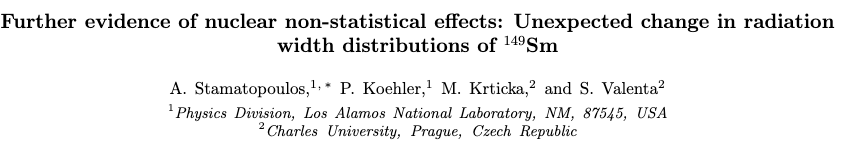 Further evidence of nuclear non-statistical effects: Unexpected change in radiation
width distributions of ¹⁴⁹Sm
A. Stamatopoulos,¹,* P. Koehler,¹ M. Krticka,² and S. Valenta²
¹Physics Division, Los Alamos National Laboratory, NM, 87545, USA
²Charles University, Prague, Czech Republic